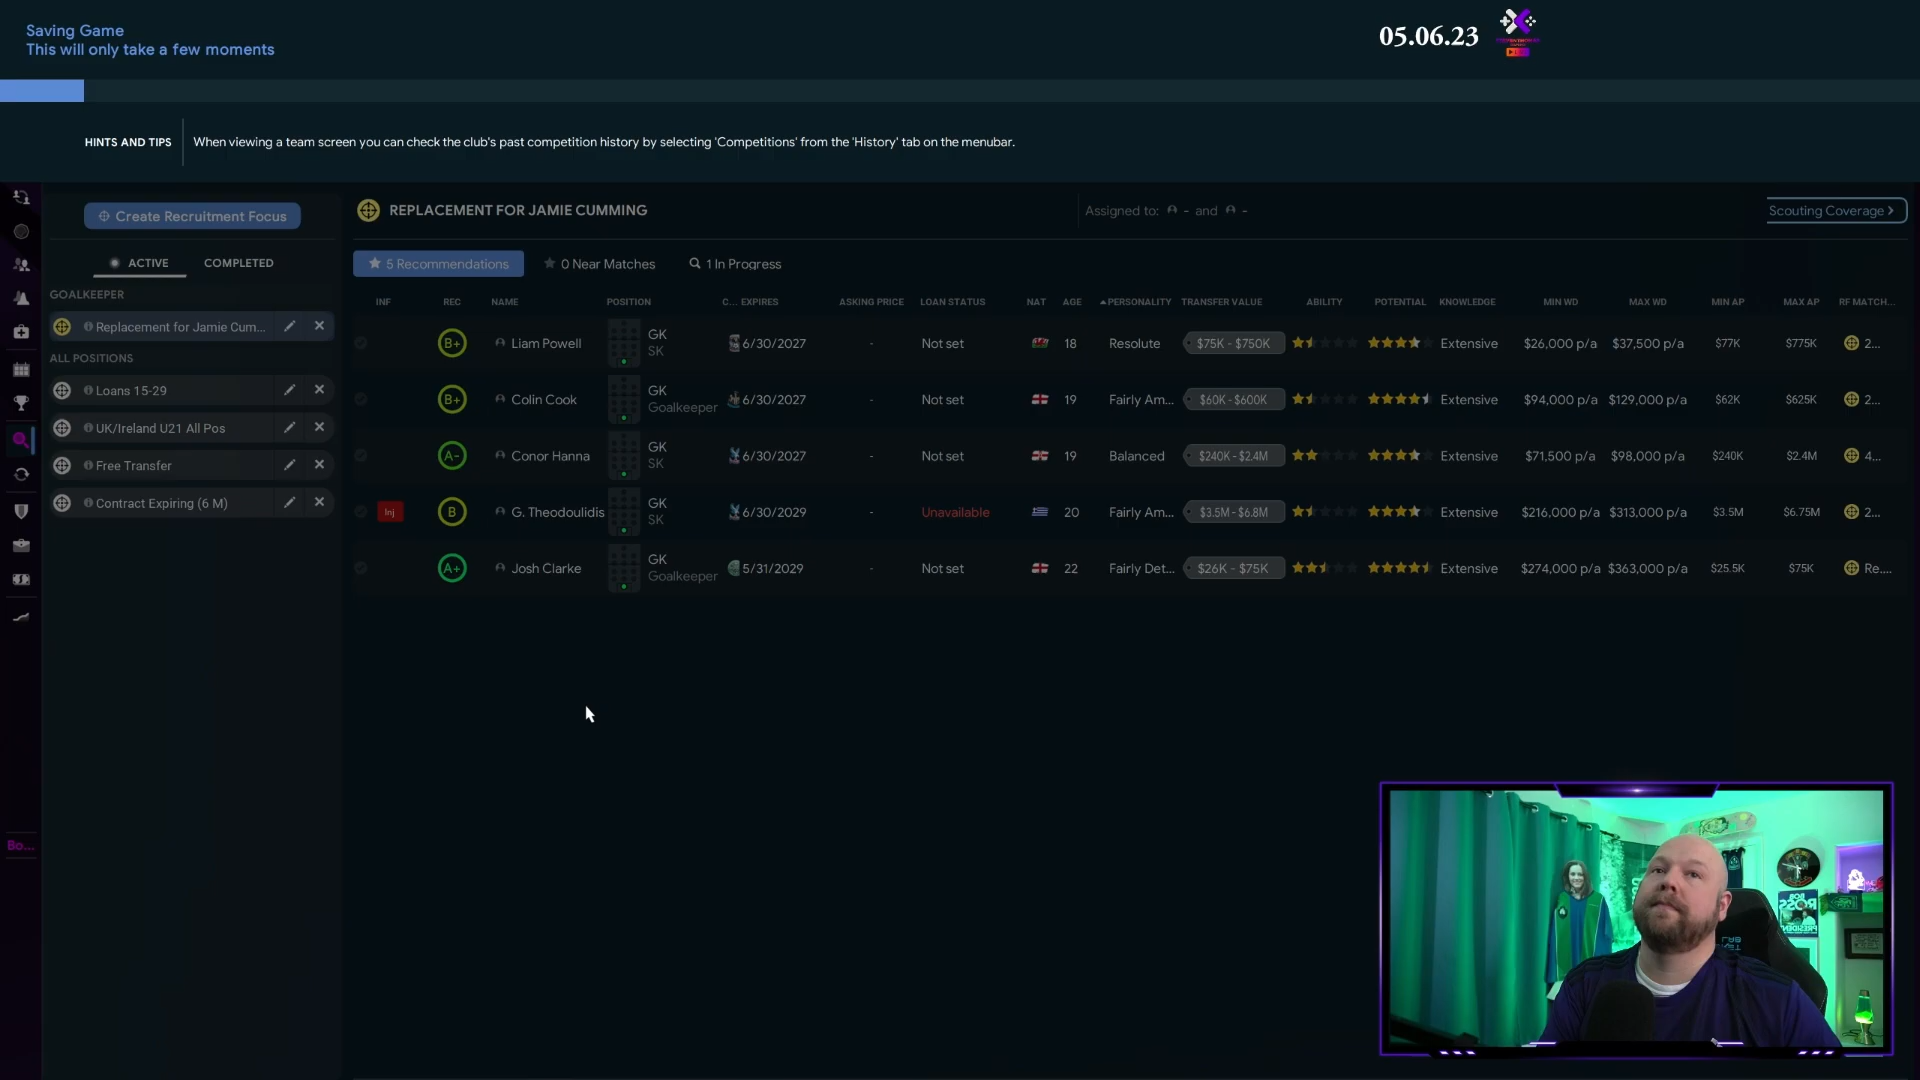 Saving Game
This will only take a few moments
05.06.23
HINTS AND TIPS
When viewing a team screen you can check the club's past competition history by selecting 'Competitions' from the 'History' tab on the menubar.
Create Recruitment Focus
REPLACEMENT FOR JAMIE CUMMING
Assigned to: - and -
Scouting Coverage >
ACTIVE COMPLETED
5 Recommendations 0 Near Matches 1 In Progress
GOALKEEPER
Replacement for Jamie Cum...
ALL POSITIONS
Loans 15-29
UK/Ireland U21 All Pos
Free Transfer
Contract Expiring (6 M)
INF REC NAME POSITION C... EXPIRES ASKING PRICE LOAN STATUS NAT AGE PERSONALITY TRANSFER VALUE ABILITY POTENTIAL KNOWLEDGE MIN WD MAX WD MIN AP MAX AP RF MATCH...
B+ Liam Powell GK SK 6/30/2027 - Not set 18 Resolute $75K - $750K Extensive $26,000 p/a $37,500 p/a $77K $775K 2...
B+ Colin Cook GK Goalkeeper 6/30/2027 - Not set 19 Fairly Am... $60K - $600K Extensive $94,000 p/a $129,000 p/a $62K $625K 2...
A- Conor Hanna GK SK 6/30/2027 - Not set 19 Balanced $240K - $2.4M Extensive $71,500 p/a $98,000 p/a $240K $2.4M 4...
Inj B G. Theodoulidis GK SK 6/30/2029 - Unavailable 20 Fairly Am... $3.5M - $6.8M Extensive $216,000 p/a $313,000 p/a $3.5M $6.75M 2...
A+ Josh Clarke GK Goalkeeper 5/31/2029 - Not set 22 Fairly Det... $26K - $75K Extensive $274,000 p/a $363,000 p/a $25.5K $75K Re....
Bo...
BOB
ROSS
PRESIDENT